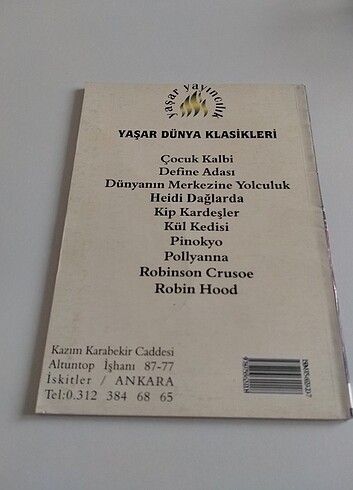 yaşar yayıncılık
YAŞAR DÜNYA KLASİKLERİ
Çocuk Kalbi
Define Adası
Dünyanın Merkezine Yolculuk
Heidi Dağlarda
Kip Kardeşler
Kül Kedisi
Pinokyo
Pollyanna
Robinson Crusoe
Robin Hood
Kazım Karabekir Caddesi
Altuntop İşhanı 87-77
İskitler / ANKARA
Tel:0.312 384 68 65